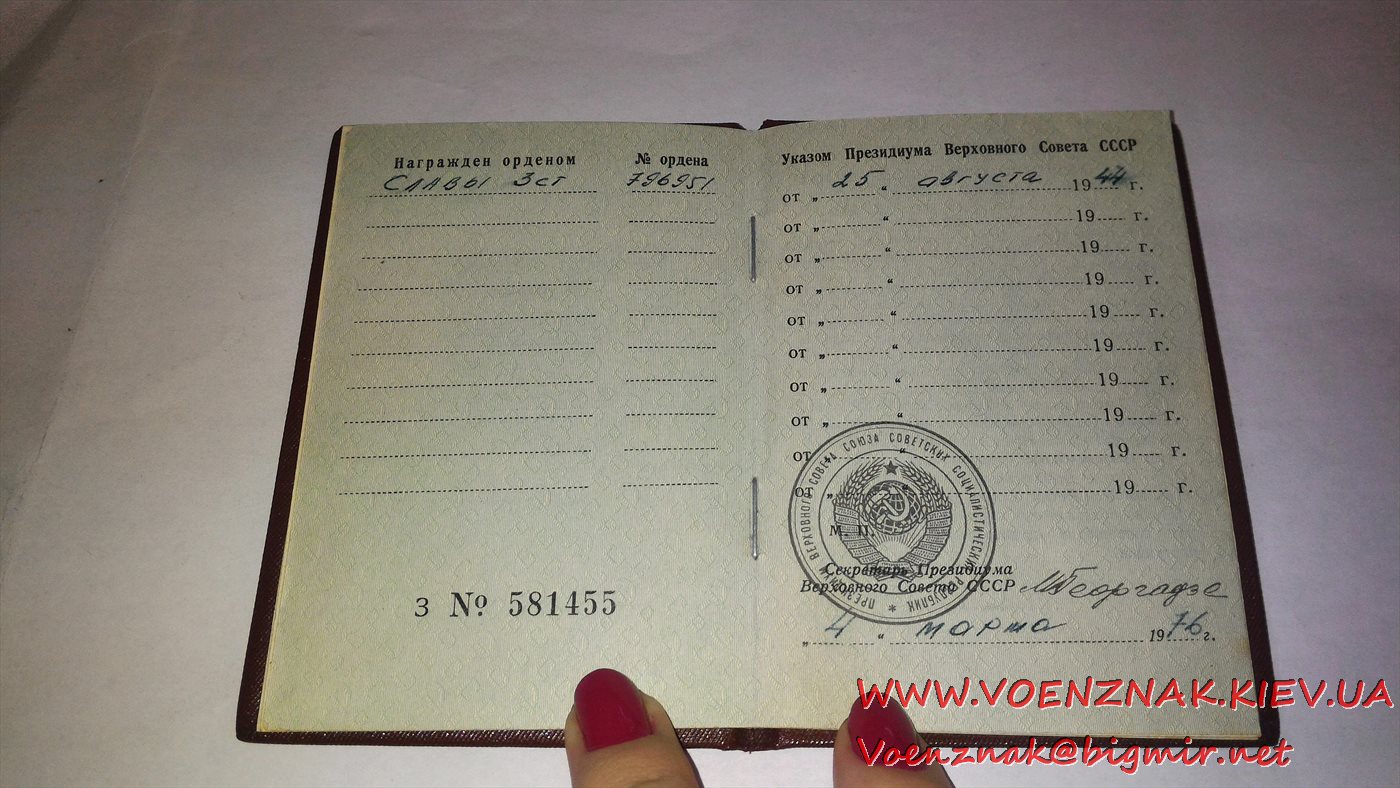 Награжден орденом № ордена
Славы 3ст 796951
З № 581455
Указом Президиума Верховного Совета СССР
от „ 25 “ августа 1944 г.
от „ “ 19 г.
от „ “ 19 г.
от „ “ 19 г.
от „ “ 19 г.
от „ “ 19 г.
от „ “ 19 г.
от „ “ 19 г.
от „ “ 19 г.
от „ “ 19 г.
М. П.
ПРЕЗИДИУМ ВЕРХОВНОГО СОВЕТА СОЮЗА СОВЕТСКИХ СОЦИАЛИСТИЧЕСКИХ РЕСПУБЛИК
Секретарь Президиума
Верховного Совета СССР М.Георгадзе
„ 4 “ марта 1976 г.
WWW.VOENZNAK.KIEV.UA
Voenznak@bigmir.net